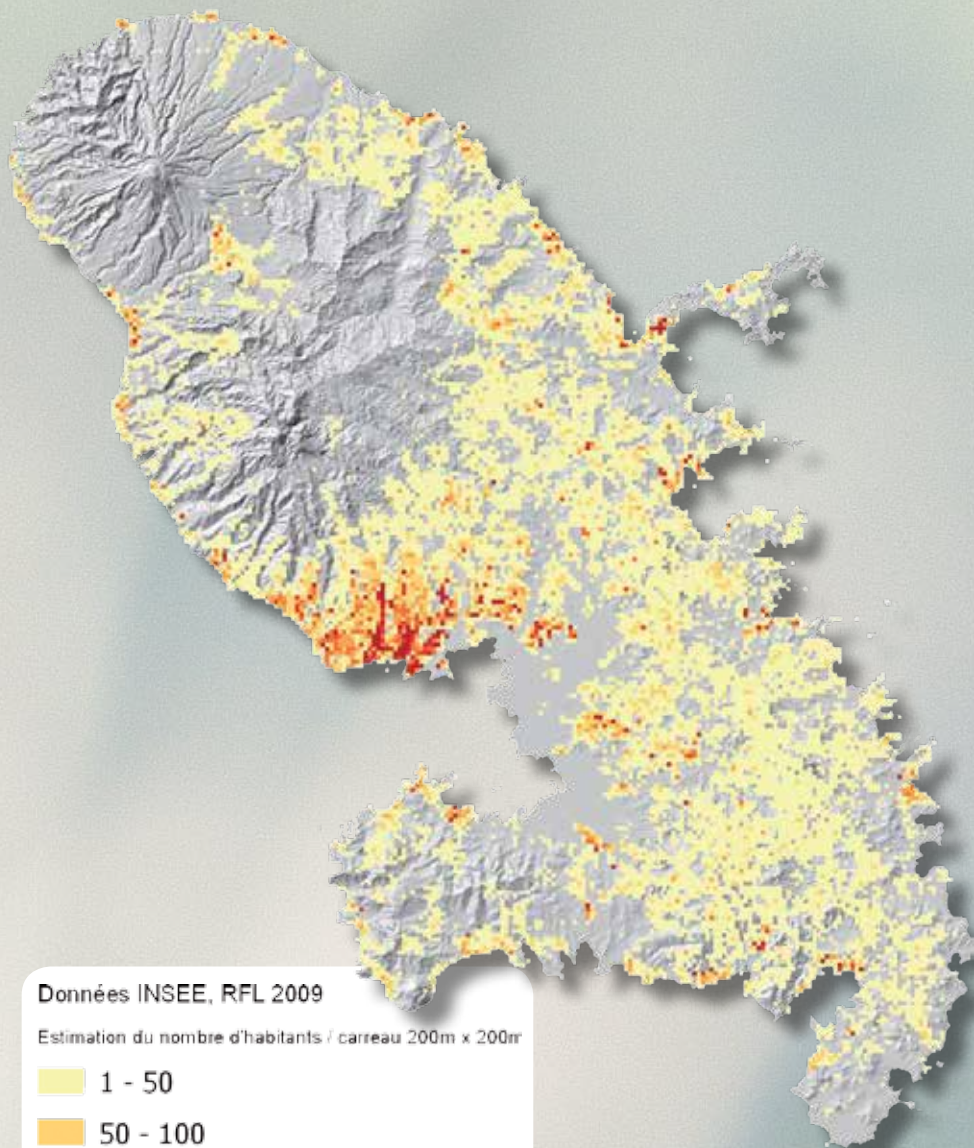 Données INSEE, RFL 2009
Estimation du nombre d'habitants / carreau 200m x 200m
1 - 50
50 - 100